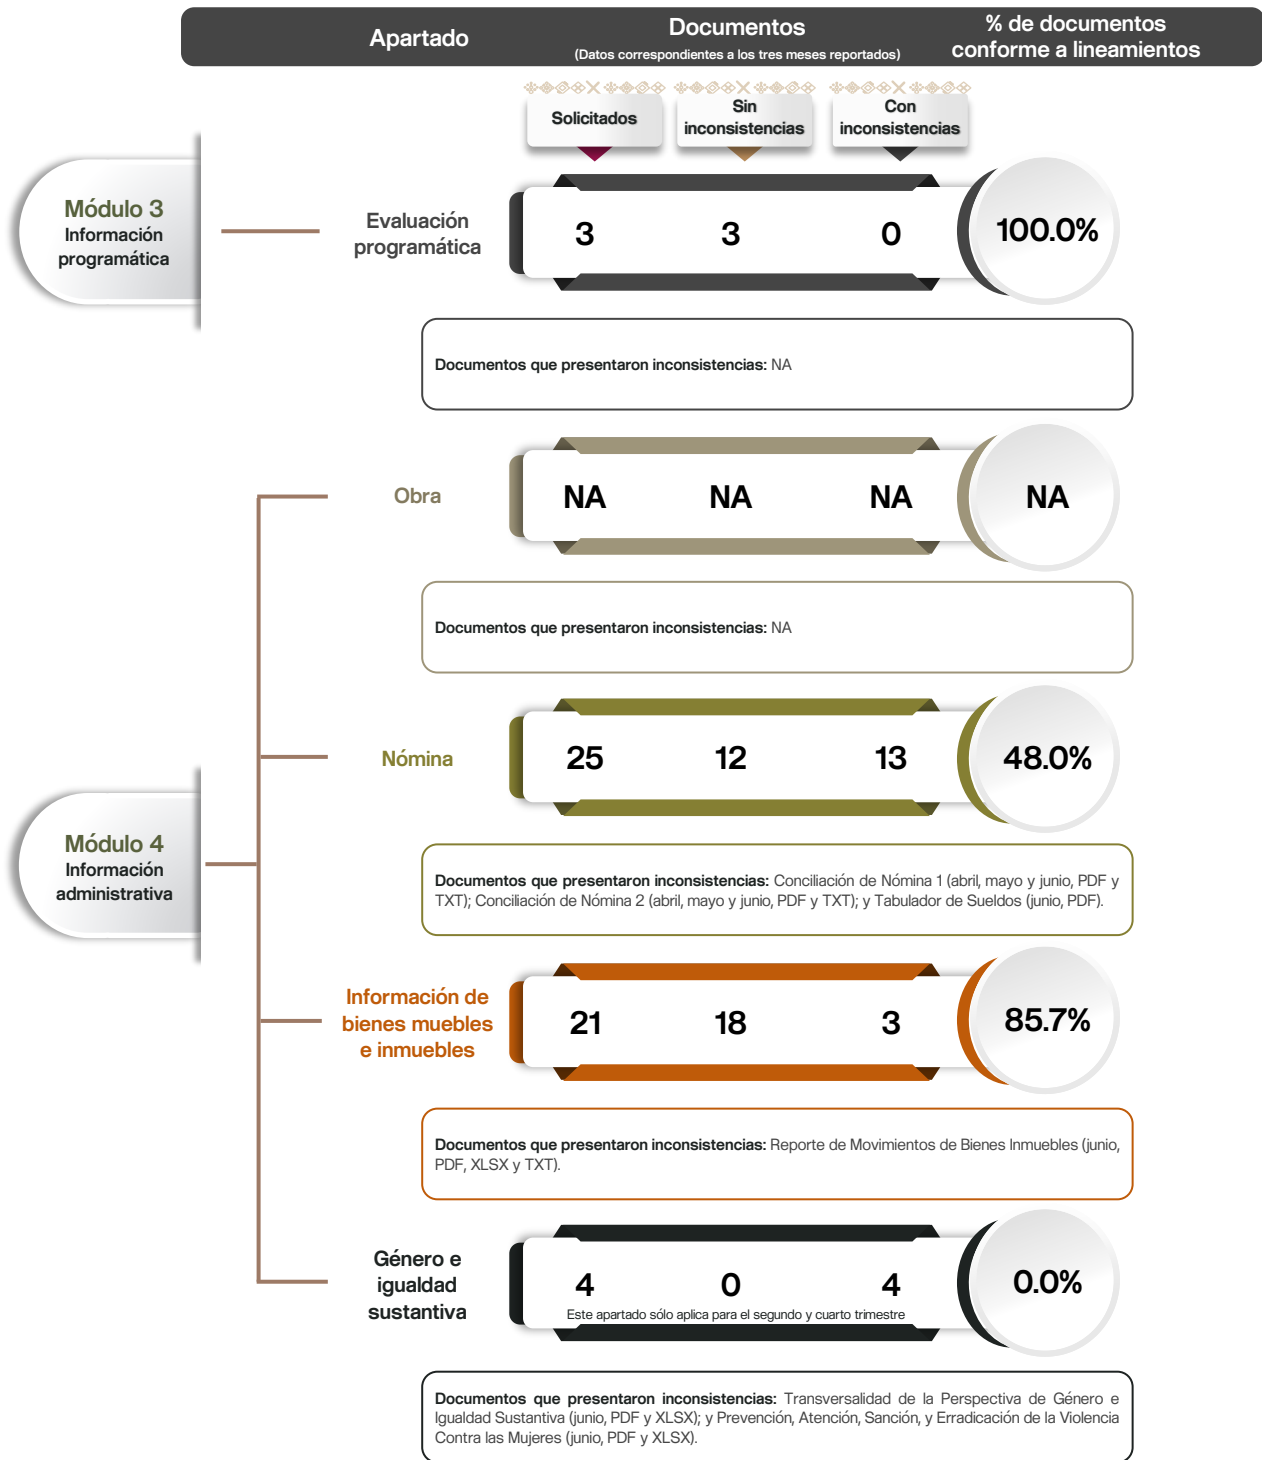 Apartado
Documentos
(Datos correspondientes a los tres meses reportados)
% de documentos
conforme a lineamientos
Solicitados
Sin
inconsistencias
Con
inconsistencias
Módulo 3
Información
programática
Evaluación
programática
3 3 0 100.0%
Documentos que presentaron inconsistencias: NA
Obra
NA NA NA NA
Documentos que presentaron inconsistencias: NA
Nómina
25 12 13 48.0%
Módulo 4
Información
administrativa
Documentos que presentaron inconsistencias: Conciliación de Nómina 1 (abril, mayo y junio, PDF y
TXT); Conciliación de Nómina 2 (abril, mayo y junio, PDF y TXT); y Tabulador de Sueldos (junio, PDF).
Información de
bienes muebles
e inmuebles
21 18 3 85.7%
Documentos que presentaron inconsistencias: Reporte de Movimientos de Bienes Inmuebles (junio,
PDF, XLSX y TXT).
Género e
igualdad
sustantiva
4 0 4 0.0%
Este apartado sólo aplica para el segundo y cuarto trimestre
Documentos que presentaron inconsistencias: Transversalidad de la Perspectiva de Género e
Igualdad Sustantiva (junio, PDF y XLSX); y Prevención, Atención, Sanción, y Erradicación de la Violencia
Contra las Mujeres (junio, PDF y XLSX).